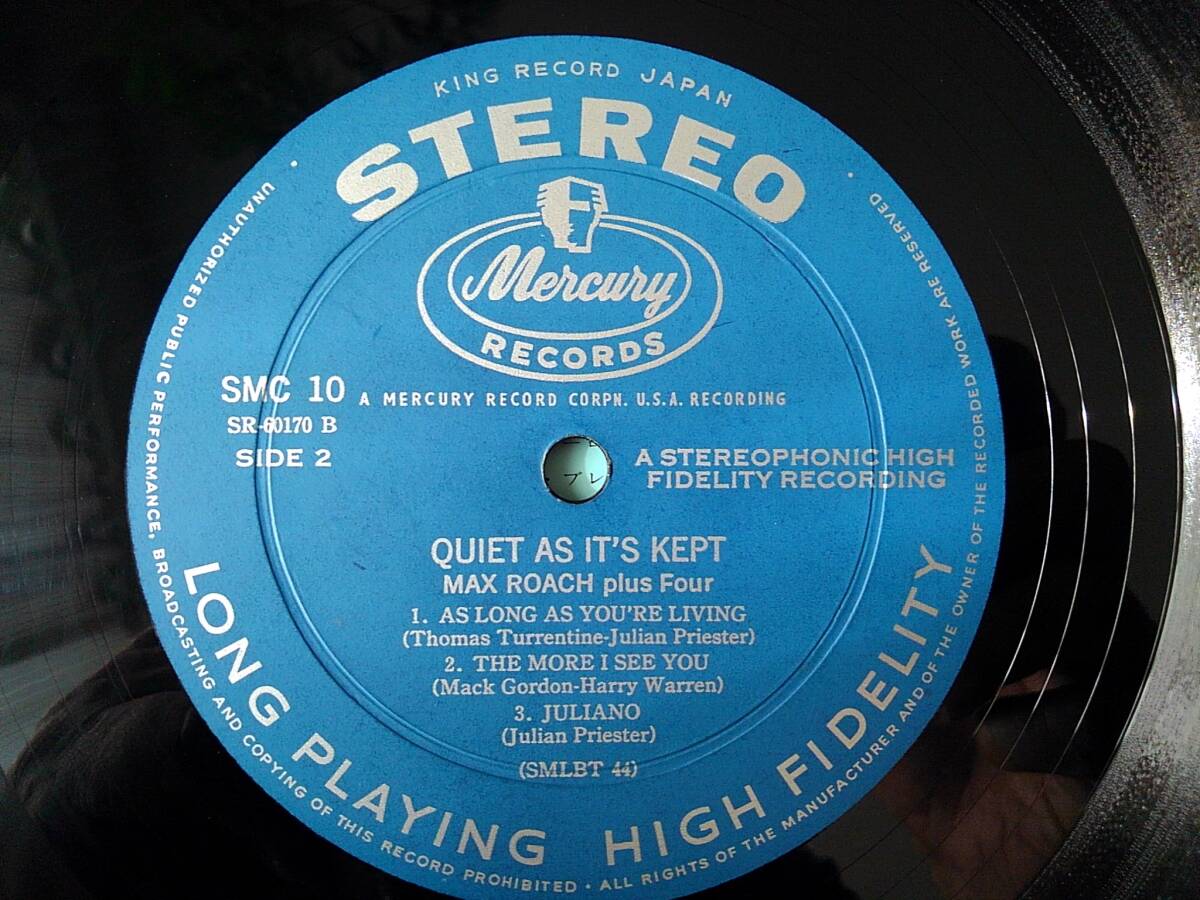 KING RECORD JAPAN
STEREO
Mercury
RECORDS
SMC 10
A MERCURY RECORD CORPN. U.S.A. RECORDING
SR-60170 B
SIDE 2
A STEREOPHONIC HIGH
FIDELITY RECORDING
プレ
QUIET AS IT'S KEPT
MAX ROACH plus Four
1. AS LONG AS YOU'RE LIVING
(Thomas Turrentine-Julian Priester)
2. THE MORE I SEE YOU
(Mack Gordon-Harry Warren)
3. JULIANO
(Julian Priester)
(SMLBT 44)
LONG PLAYING HIGH FIDELITY
UNAUTHORIZED PUBLIC PERFORMANCE, BROADCASTING AND COPYING OF THIS RECORD PROHIBITED • ALL RIGHTS OF THE MANUFACTURER AND OF THE OWNER OF THE RECORDED WORK ARE RESERVED